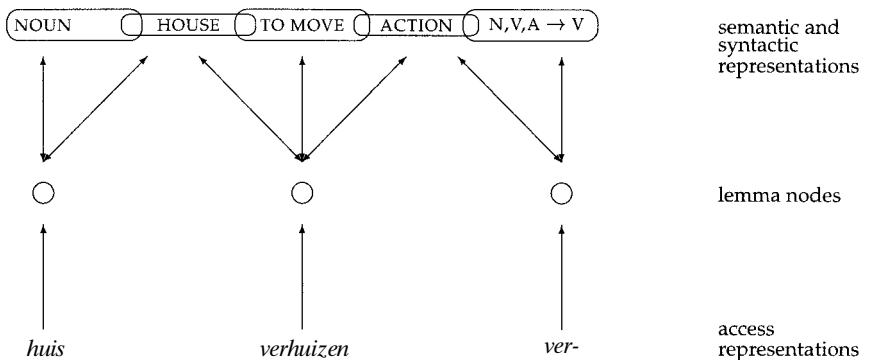 NOUN HOUSE TO MOVE ACTION N,V,A → V
semantic and
syntactic
representations
lemma nodes
huis verhuizen ver-
access
representations